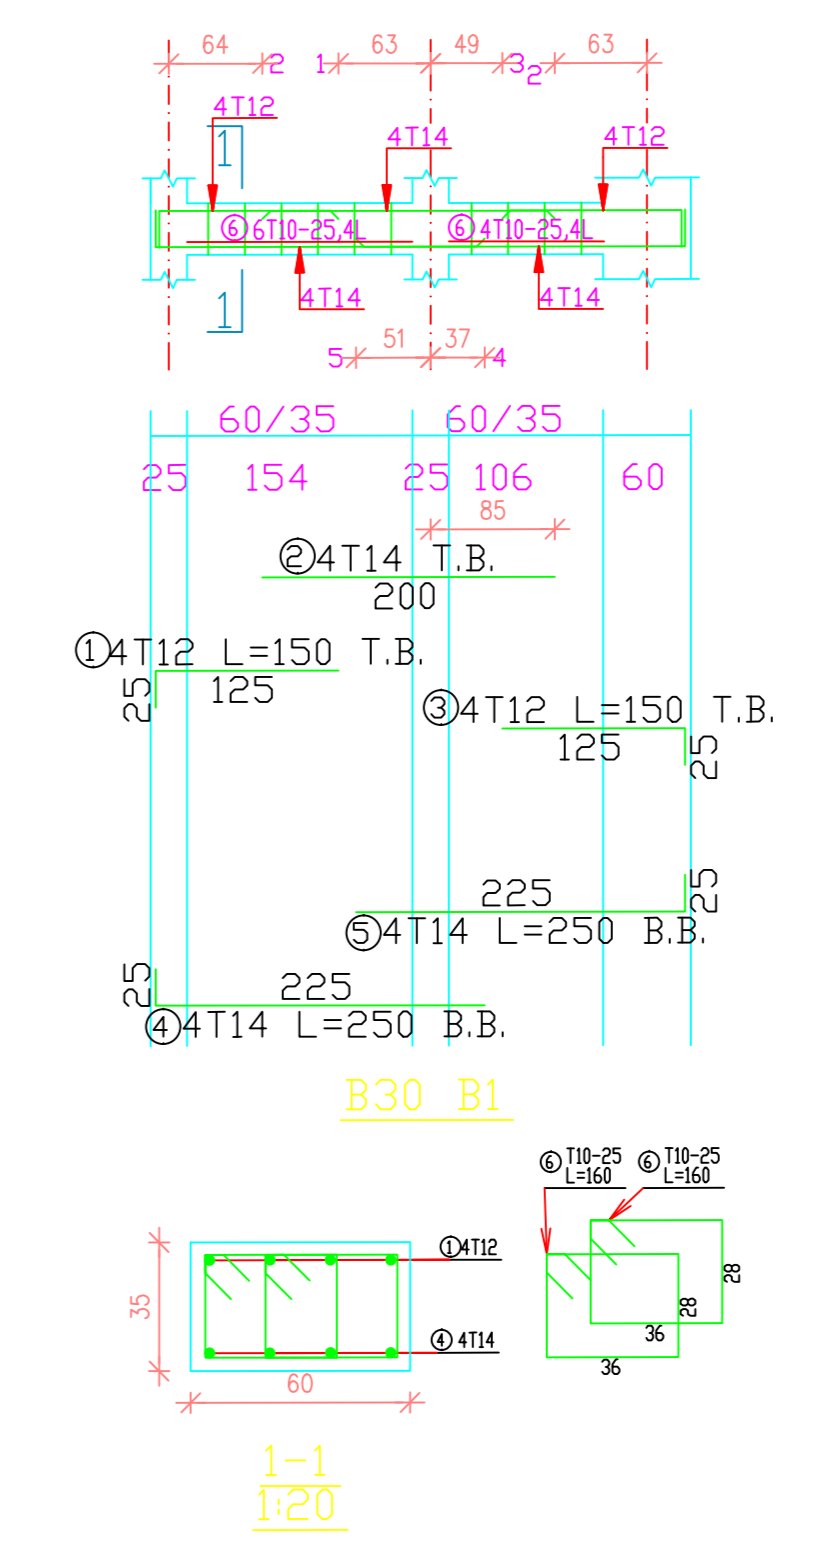 64 2 1 63 49 3 2 63
4T12 4T14 4T12
1
⑥ 6T10-25,4L ⑥ 4T10-25,4L
1 4T14 4T14
5 51 37 4
60/35 60/35
25 154 25 106 60
85
②4T14 T.B.
200
①4T12 L=150 T.B.
25 125
③4T12 L=150 T.B.
125 25
225 25
⑤4T14 L=250 B.B.
25 225
④4T14 L=250 B.B.
B30 B1
⑥ T10-25 L=160
⑥ T10-25 L=160
①4T12
35
28
28
④ 4T14
36
36
60
1-1
1:20